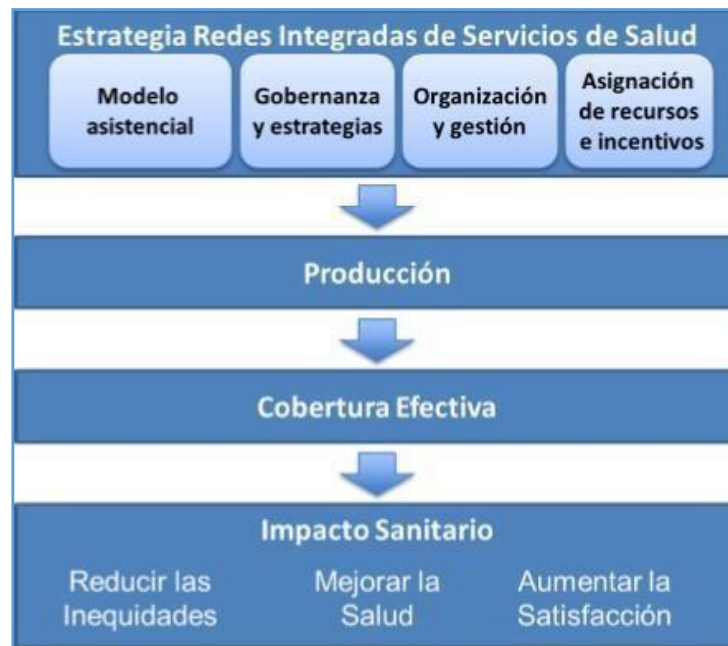 Estrategia Redes Integradas de Servicios de Salud
Modelo
asistencial
Gobernanza
y estrategias
Organización
y gestión
Asignación
de recursos
e incentivos
Producción
Cobertura Efectiva
Impacto Sanitario
Reducir las
Inequidades
Mejorar la
Salud
Aumentar la
Satisfacción